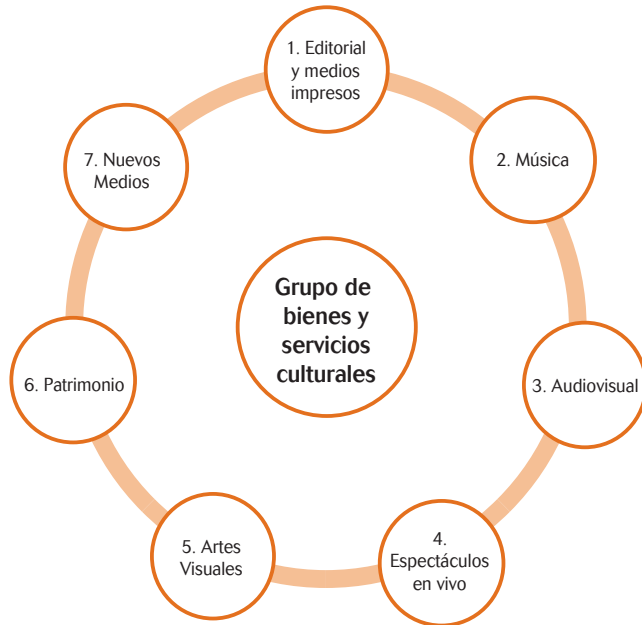 1. Editorial
y medios
impresos
2. Música
3. Audiovisual
4.
Espectáculos
en vivo
5. Artes
Visuales
6. Patrimonio
7. Nuevos
Medios
Grupo de
bienes y
servicios
culturales